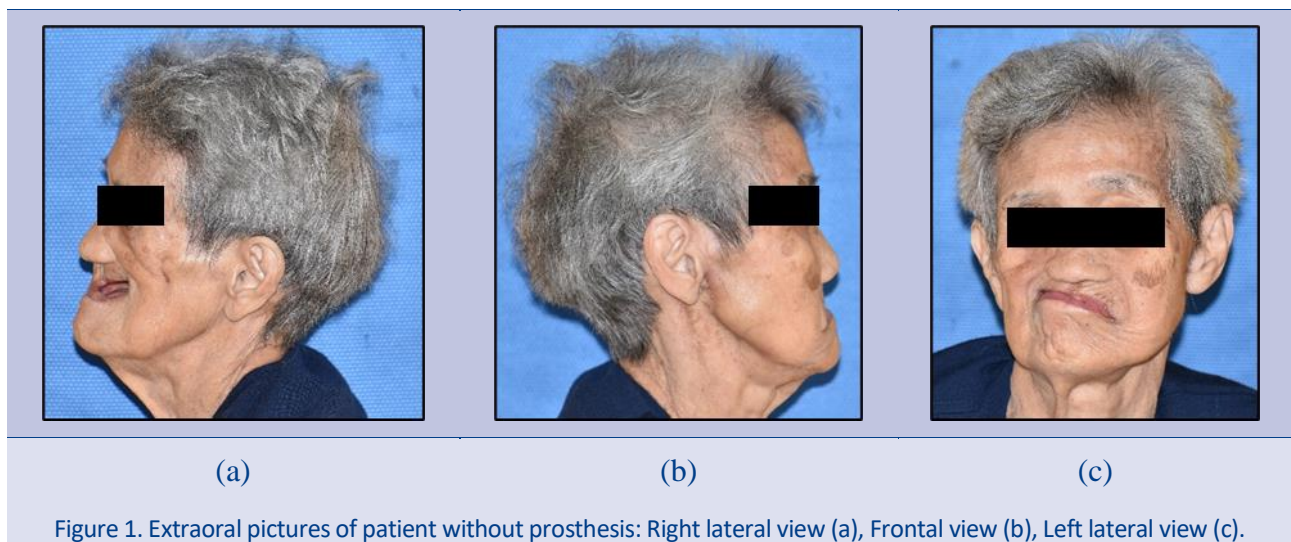 (a) (b) (c)
Figure 1. Extraoral pictures of patient without prosthesis: Right lateral view (a), Frontal view (b), Left lateral view (c).